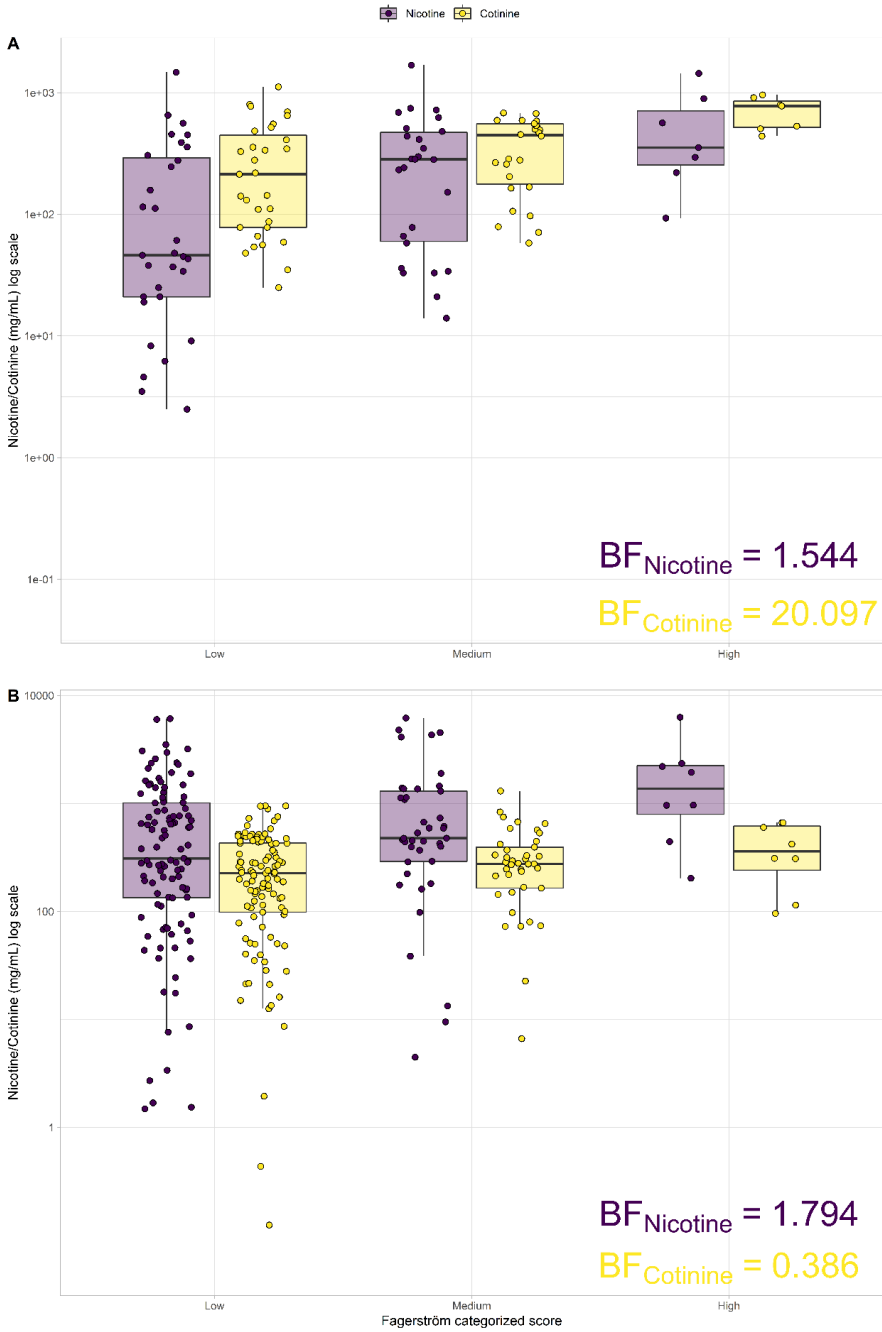 Nicotine Cotinine
A
1e+03
1e+02
1e+01
1e+00
1e-01
Nicotine/Cotinine (mg/mL) log scale
BFNicotine = 1.544
BFCotinine = 20.097
Low Medium High
B
10000
100
1
Nicotine/Cotinine (mg/mL) log scale
BFNicotine = 1.794
BFCotinine = 0.386
Low Medium High
Fagerström categorized score